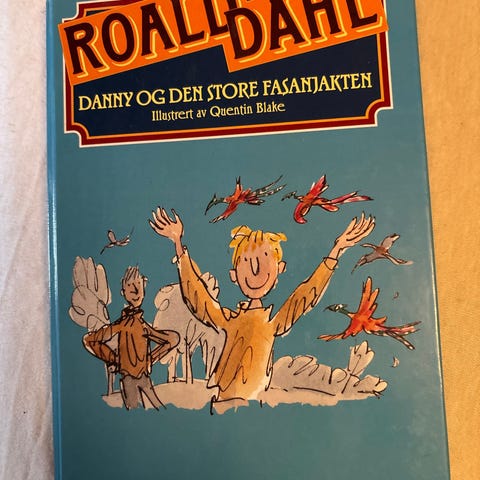 ROALD DAHL
DANNY OG DEN STORE FASANJAKTEN
Illustrert av Quentin Blake